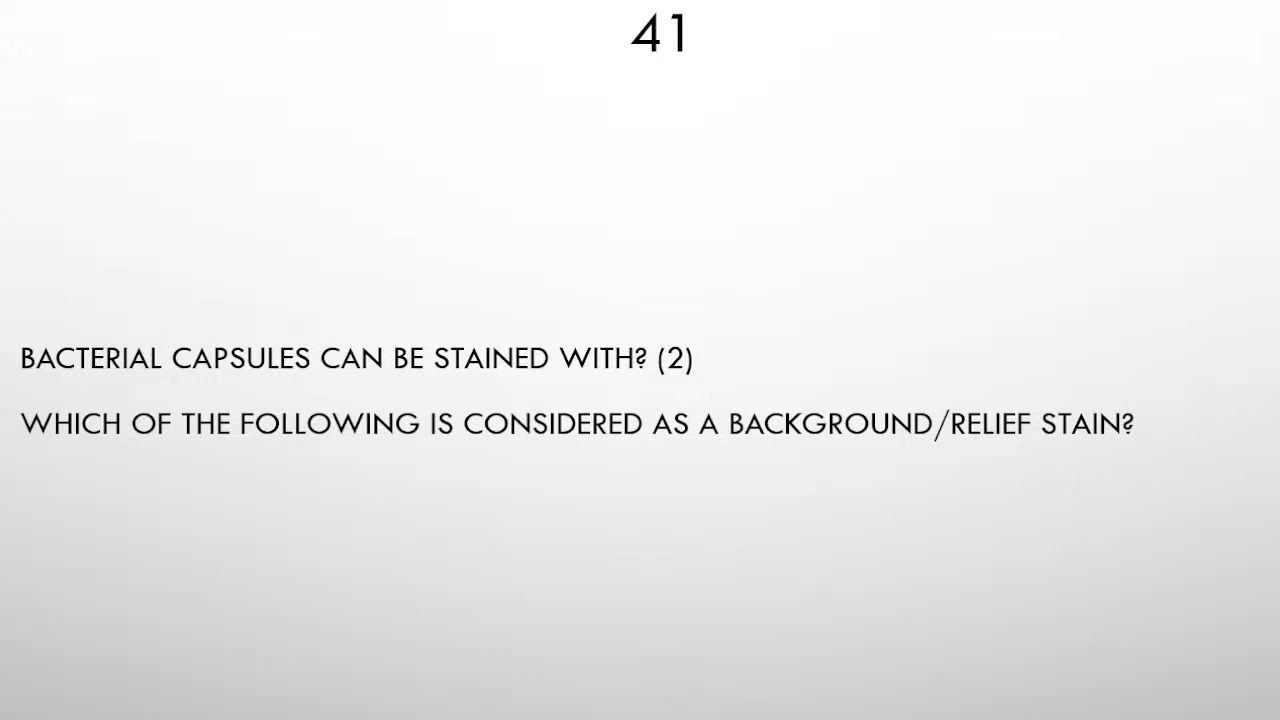 41
BACTERIAL CAPSULES CAN BE STAINED WITH? (2)
WHICH OF THE FOLLOWING IS CONSIDERED AS A BACKGROUND/RELIEF STAIN?